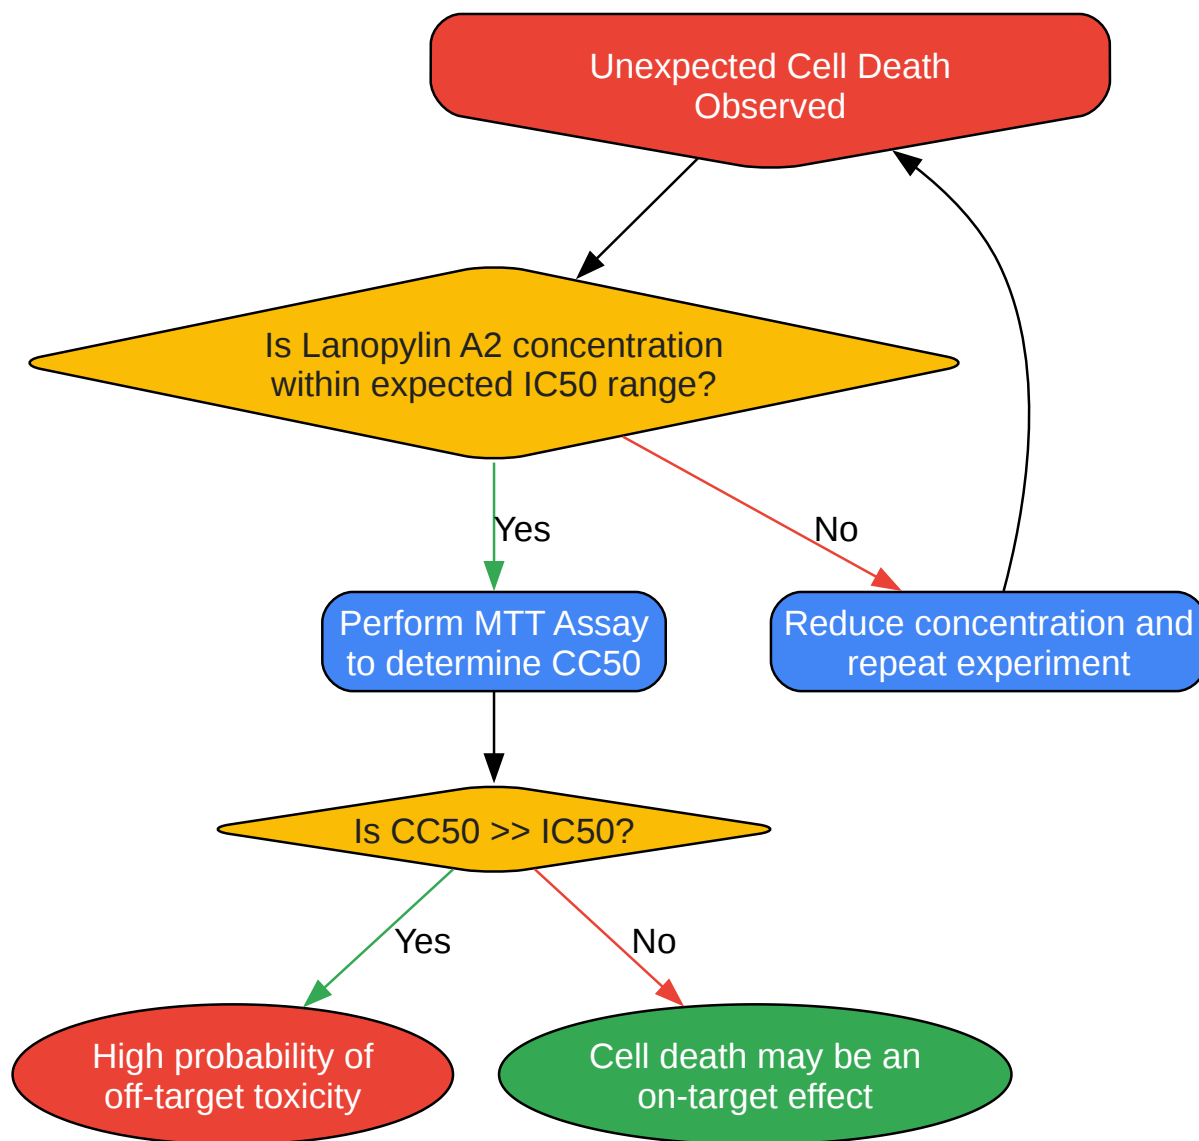 Unexpected Cell Death
Observed
Is Lanopylin A2 concentration
within expected IC50 range?
Yes
No
Perform MTT Assay
to determine CC50
Reduce concentration and
repeat experiment
Is CC50 >> IC50?
Yes
No
High probability of
off-target toxicity
Cell death may be an
on-target effect